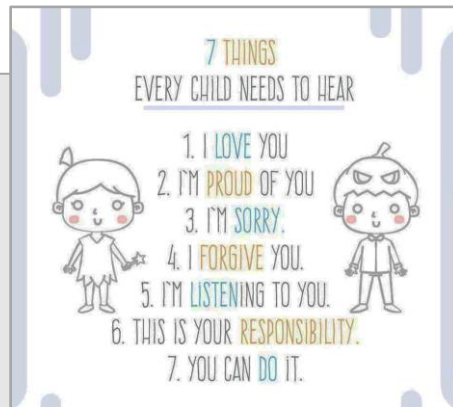 7 THINGS
EVERY CHILD NEEDS TO HEAR
1. I LOVE YOU
2. I'M PROUD OF YOU
3. I'M SORRY.
4. I FORGIVE YOU.
5. I'M LISTENING TO YOU.
6. THIS IS YOUR RESPONSIBILITY.
7. YOU CAN DO IT.